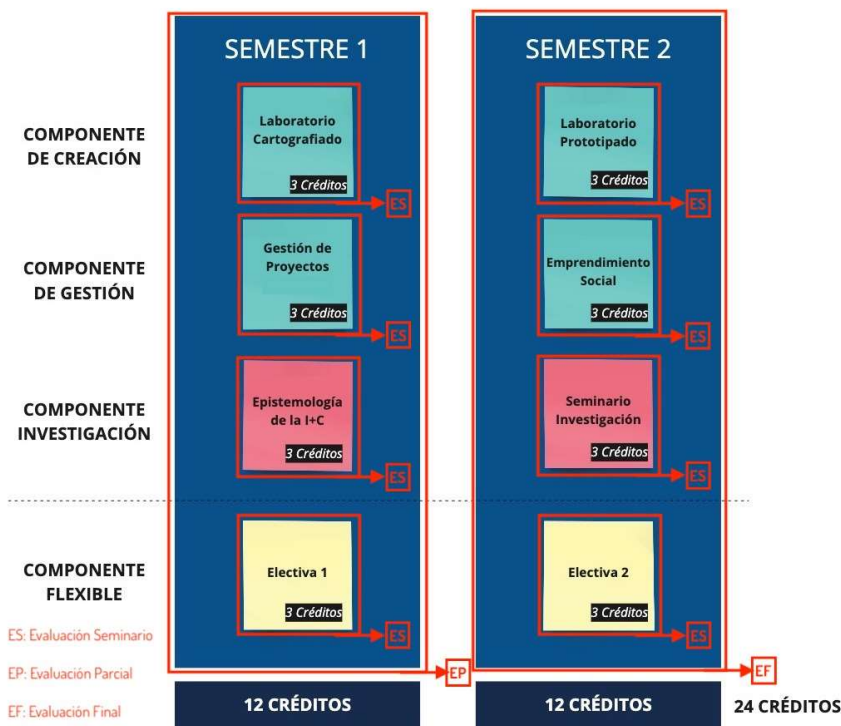 SEMESTRE 1
SEMESTRE 2
COMPONENTE
DE CREACIÓN
Laboratorio
Cartografiado
3 Créditos
ES
Laboratorio
Prototipado
3 Créditos
ES
COMPONENTE
DE GESTIÓN
Gestión de
Proyectos
3 Créditos
ES
Emprendimiento
Social
3 Créditos
ES
COMPONENTE
INVESTIGACIÓN
Epistemología
de la I+C
3 Créditos
ES
Seminario
Investigación
3 Créditos
ES
COMPONENTE
FLEXIBLE
Electiva 1
3 Créditos
ES
Electiva 2
3 Créditos
ES
ES: Evaluación Seminario
EP: Evaluación Parcial
EF: Evaluación Final
EP
EF
12 CRÉDITOS
12 CRÉDITOS
24 CRÉDITOS